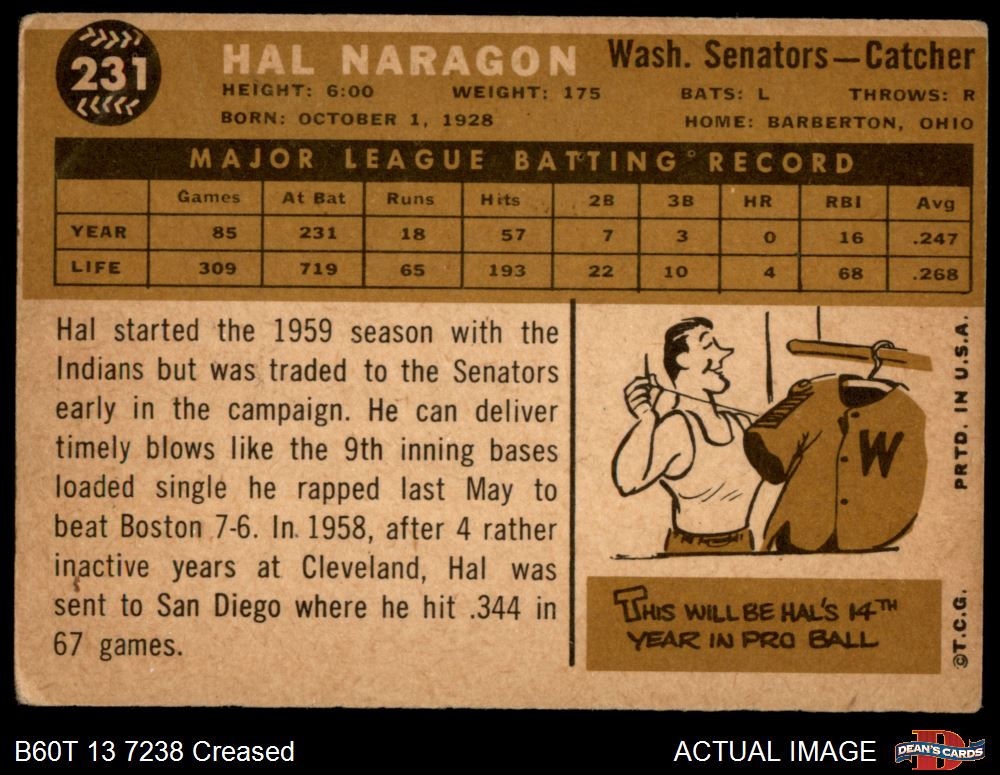 231
HAL NARAGON Wash. Senators—Catcher
HEIGHT: 6:00 WEIGHT: 175 BATS: L THROWS: R
BORN: OCTOBER 1, 1928 HOME: BARBERTON, OHIO
MAJOR LEAGUE BATTING RECORD
Games At Bat Runs Hits 2B 3B HR RBI Avg
YEAR 85 231 18 57 7 3 0 16 .247
LIFE 309 719 65 193 22 10 4 68 .268
Hal started the 1959 season with the
Indians but was traded to the Senators
early in the campaign. He can deliver
timely blows like the 9th inning bases
loaded single he rapped last May to
beat Boston 7-6. In 1958, after 4 rather
inactive years at Cleveland, Hal was
sent to San Diego where he hit .344 in
67 games.
W
THIS WILL BE HAL'S 14TH
YEAR IN PRO BALL
PRTD. IN U.S.A.
©T.C.G.
B60T 13 7238 Creased ACTUAL IMAGE
D
DEAN'S CARDS